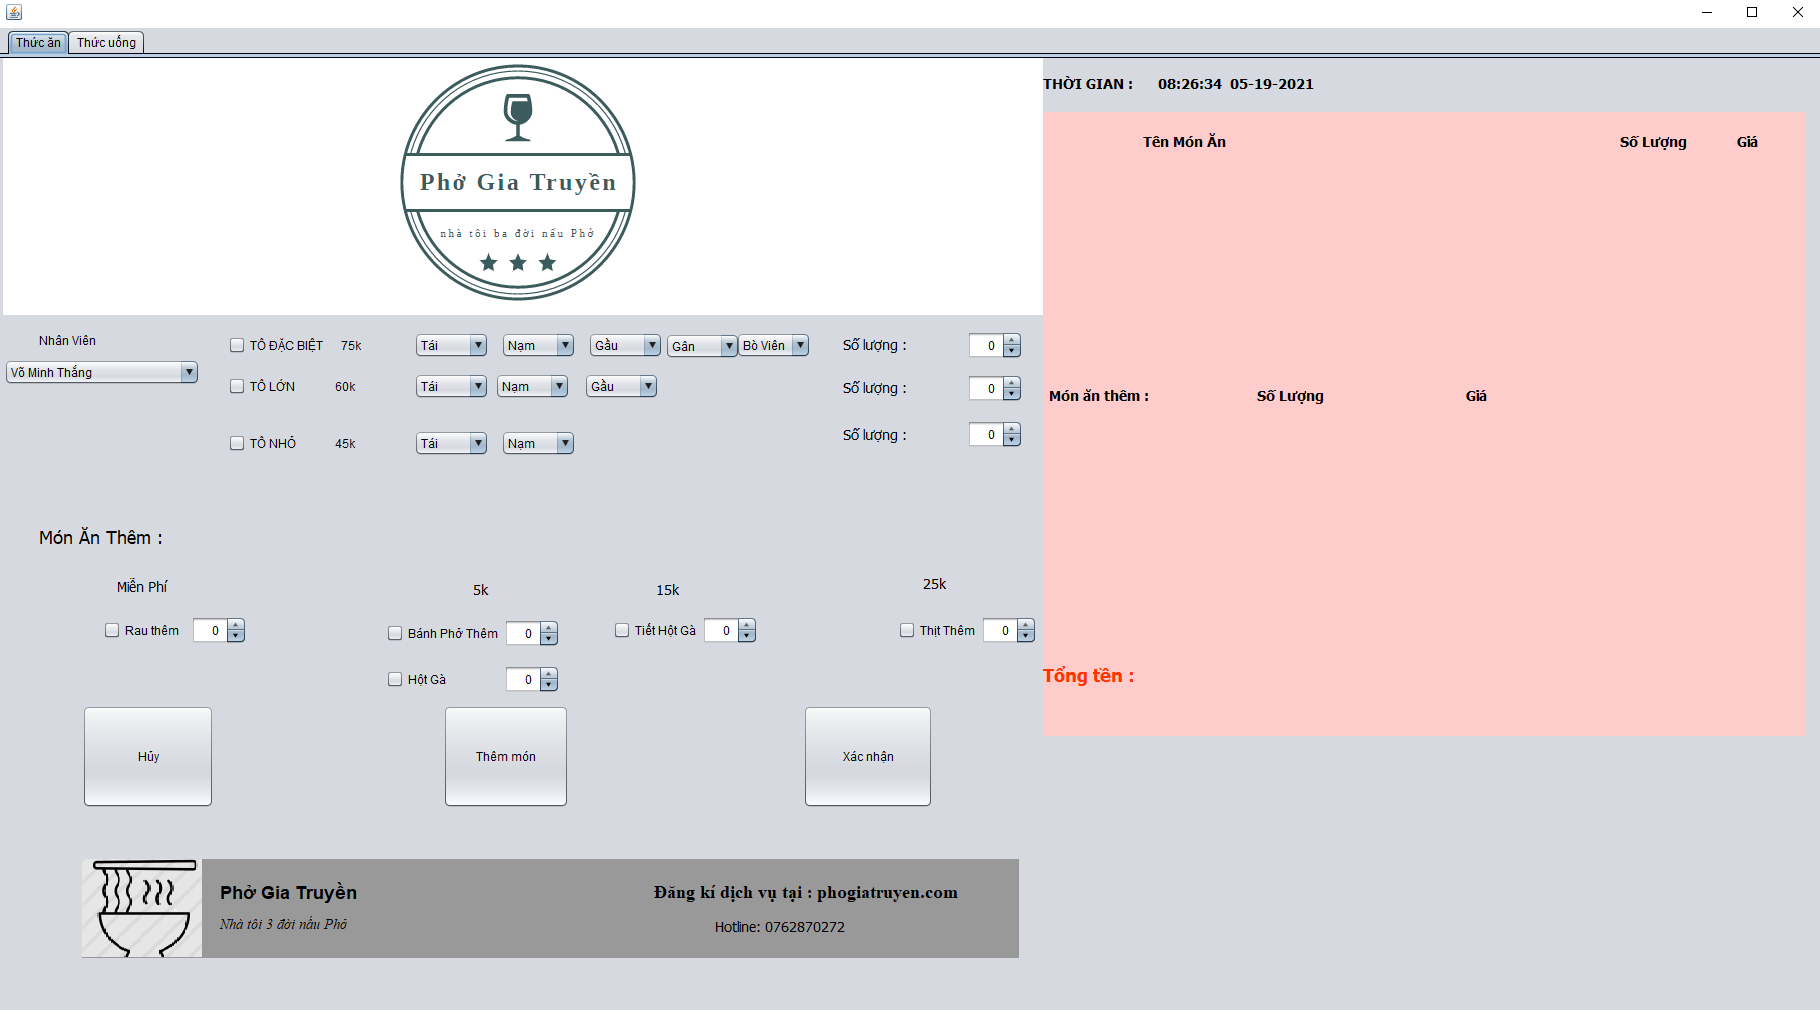 Thức ăn
Thức uống
Phở Gia Truyền
nhà tôi ba đời nấu Phở
THỜI GIAN : 08:26:34 05-19-2021
Tên Món Ăn Số Lượng Giá
Nhân Viên
Võ Minh Thắng
TÔ ĐẶC BIỆT 75k Tái Nạm Gầu Gân Bò Viên Số lượng : 0
TÔ LỚN 60k Tái Nạm Gầu Số lượng : 0
TÔ NHỎ 45k Tái Nạm Số lượng : 0
Món ăn thêm : Số Lượng Giá
Món Ăn Thêm :
Miễn Phí 5k 15k 25k
Rau thêm 0 Bánh Phở Thêm 0 Tiết Hột Gà 0 Thịt Thêm 0
Hột Gà 0
Tổng tền :
Hủy Thêm món Xác nhận
Phở Gia Truyền
Nhà tôi 3 đời nấu Phở
Đăng kí dịch vụ tại : phogiatruyen.com
Hotline: 0762870272